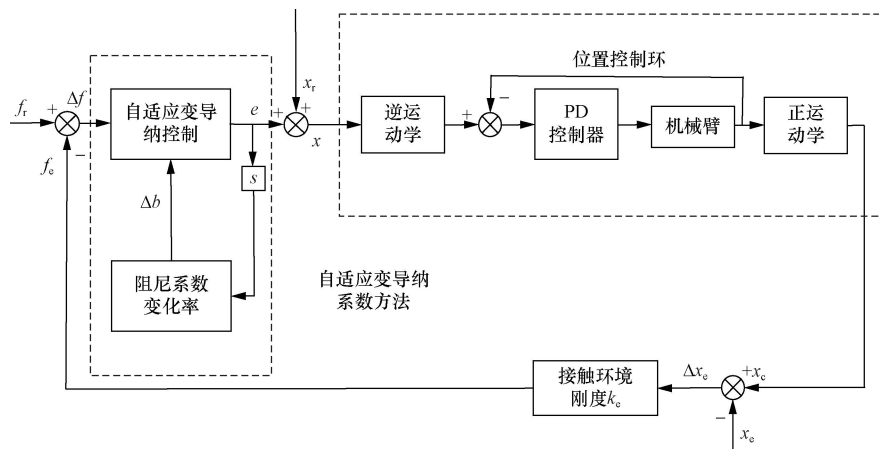 位置控制环
x_r
f_r
+
Δf
自适应变导
纳控制
e
+
+
x
逆运
动学
+
−
PD
控制器
机械臂
正运
动学
−
f_e
s
Δb
阻尼系数
变化率
自适应变导纳
系数方法
接触环境
刚度k_e
Δx_e
+x_c
−
x_e